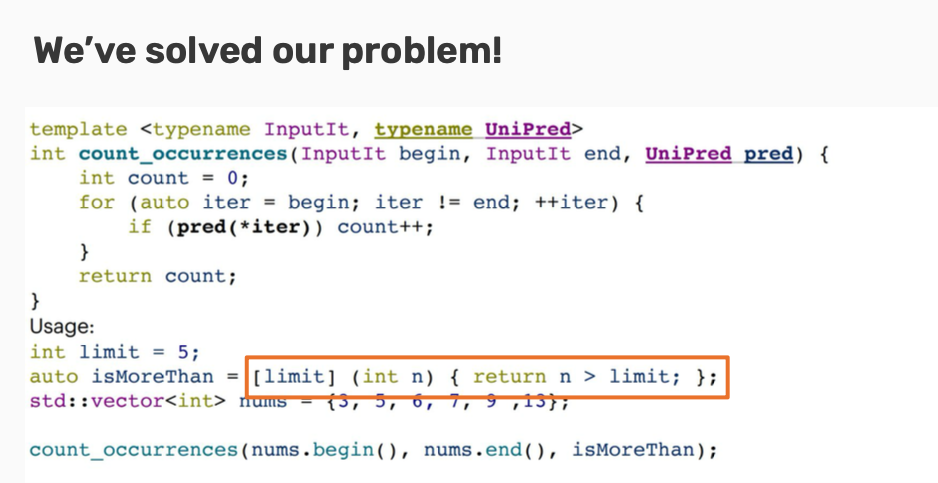 We've solved our problem!
template <typename InputIt, typename UniPred>
int count_occurrences(InputIt begin, InputIt end, UniPred pred) {
    int count = 0;
    for (auto iter = begin; iter != end; ++iter) {
        if (pred(*iter)) count++;
    }
    return count;
}
Usage:
int limit = 5;
auto isMoreThan = [limit] (int n) { return n > limit; };
std::vector<int> nums = {3, 5, 6, 7, 9 ,13};
count_occurrences(nums.begin(), nums.end(), isMoreThan);